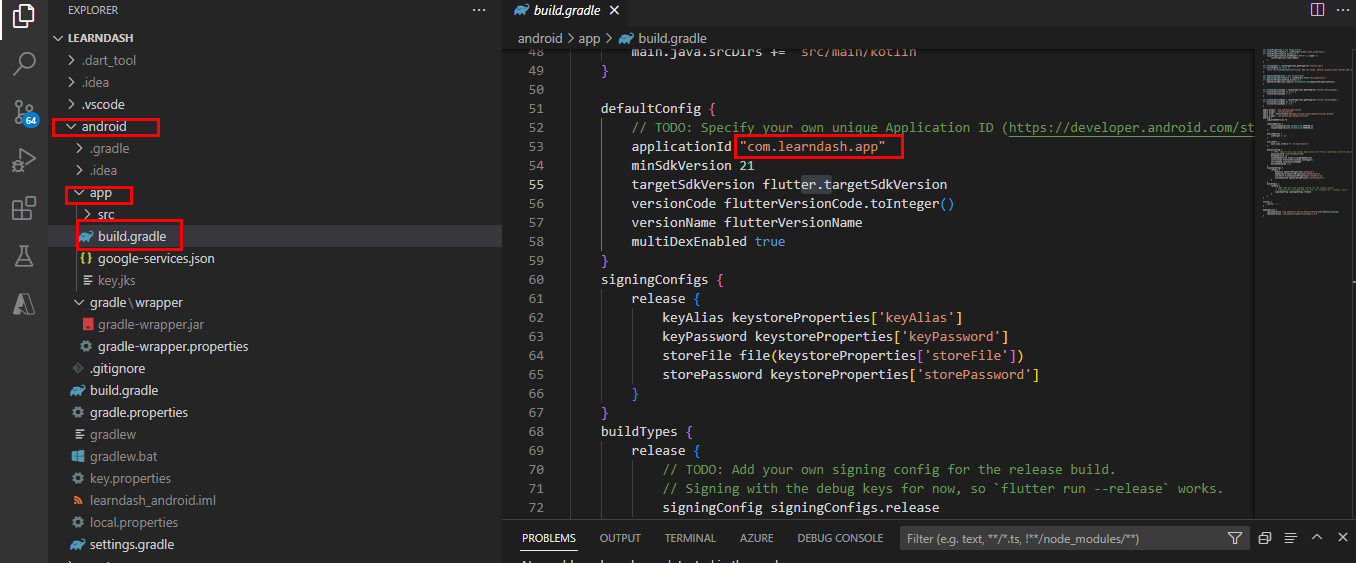 EXPLORER
···
LEARNDASH
.dart_tool
.idea
.vscode
android
.gradle
.idea
app
src
build.gradle
google-services.json
key.jks
gradle\wrapper
gradle-wrapper.jar
gradle-wrapper.properties
.gitignore
build.gradle
gradle.properties
gradlew
gradlew.bat
key.properties
learndash_android.iml
local.properties
settings.gradle
64
build.gradle
android > app > build.gradle
48 main.java.srcDirs += 'src/main/kotlin'
49 }
50
51 defaultConfig {
52 // TODO: Specify your own unique Application ID (https://developer.android.com/st
53 applicationId "com.learndash.app"
54 minSdkVersion 21
55 targetSdkVersion flutter.targetSdkVersion
56 versionCode flutterVersionCode.toInteger()
57 versionName flutterVersionName
58 multiDexEnabled true
59 }
60 signingConfigs {
61 release {
62 keyAlias keystoreProperties['keyAlias']
63 keyPassword keystoreProperties['keyPassword']
64 storeFile file(keystoreProperties['storeFile'])
65 storePassword keystoreProperties['storePassword']
66 }
67 }
68 buildTypes {
69 release {
70 // TODO: Add your own signing config for the release build.
71 // Signing with the debug keys for now, so `flutter run --release` works.
72 signingConfig signingConfigs.release
PROBLEMS OUTPUT TERMINAL AZURE DEBUG CONSOLE
Filter (e.g. text, **/*.ts, !**/node_modules/**)